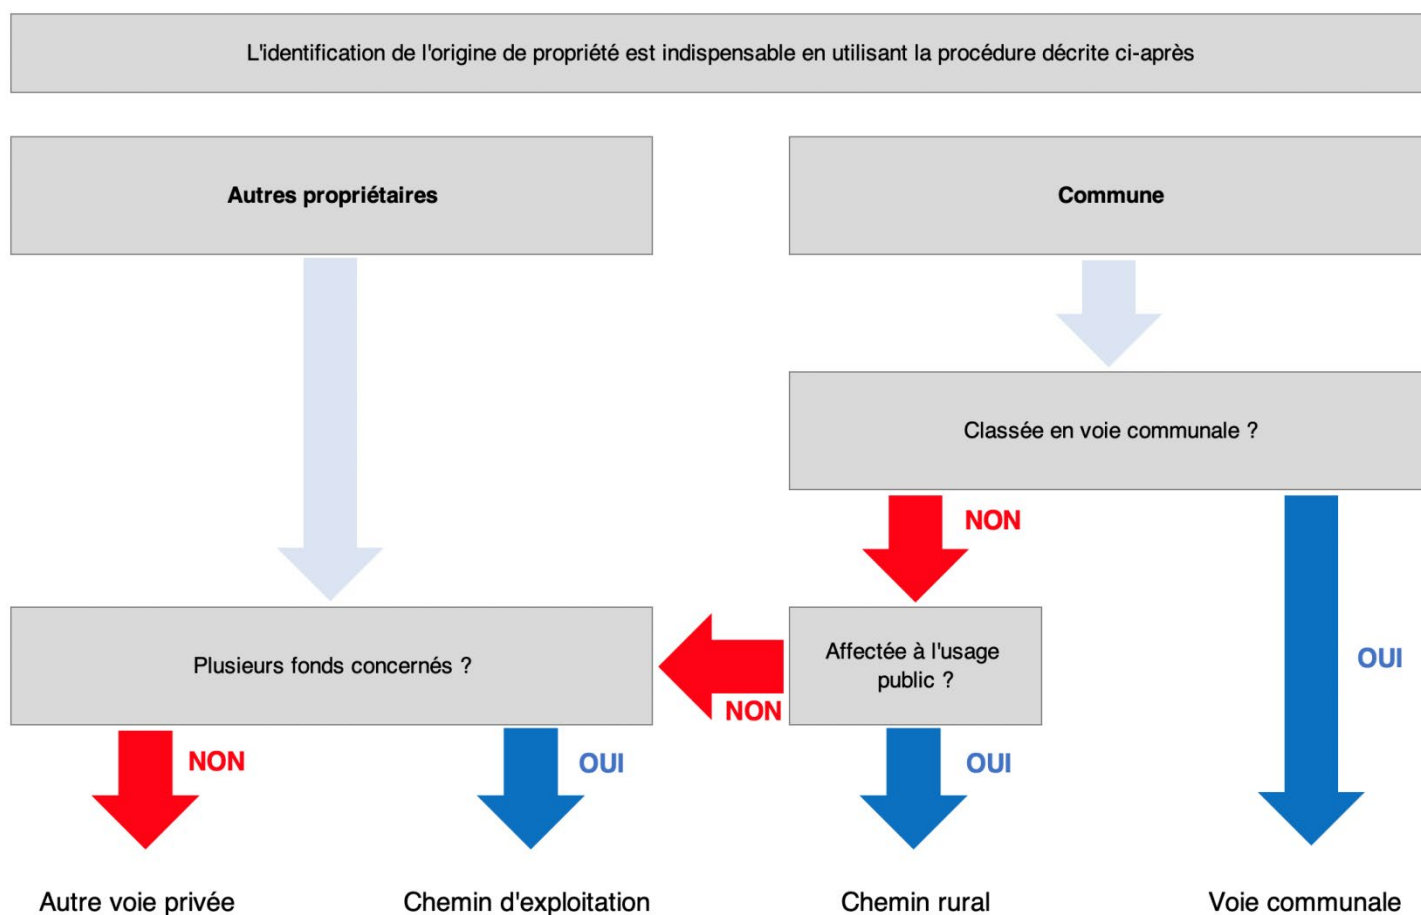 L'identification de l'origine de propriété est indispensable en utilisant la procédure décrite ci-après
Autres propriétaires
Commune
Classée en voie communale ?
NON
OUI
Plusieurs fonds concernés ?
Affectée à l'usage
public ?
NON
NON
OUI
OUI
Autre voie privée
Chemin d'exploitation
Chemin rural
Voie communale